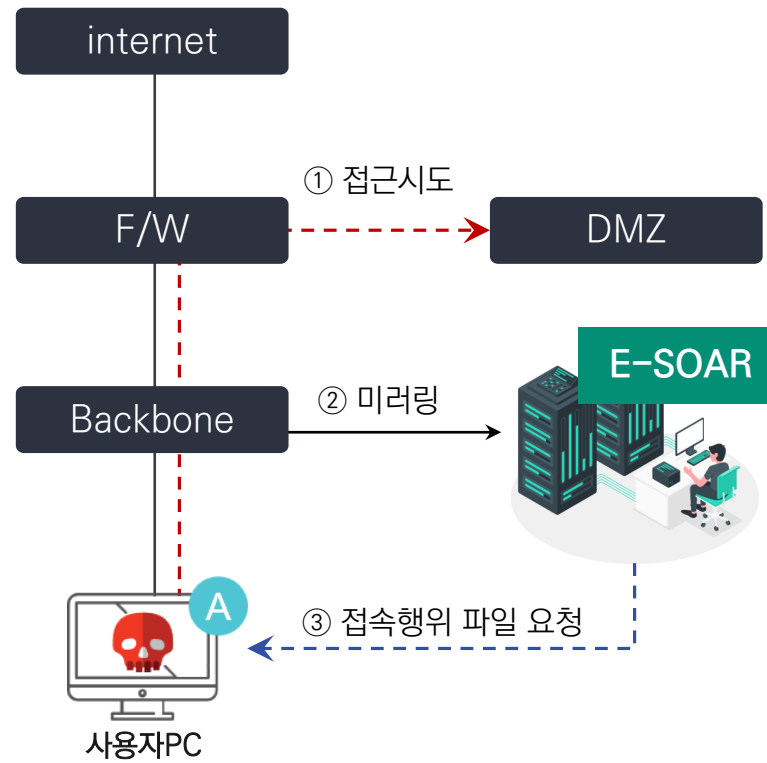 internet
① 접근시도
F/W
DMZ
E-SOAR
② 미러링
Backbone
A
③ 접속행위 파일 요청
사용자PC